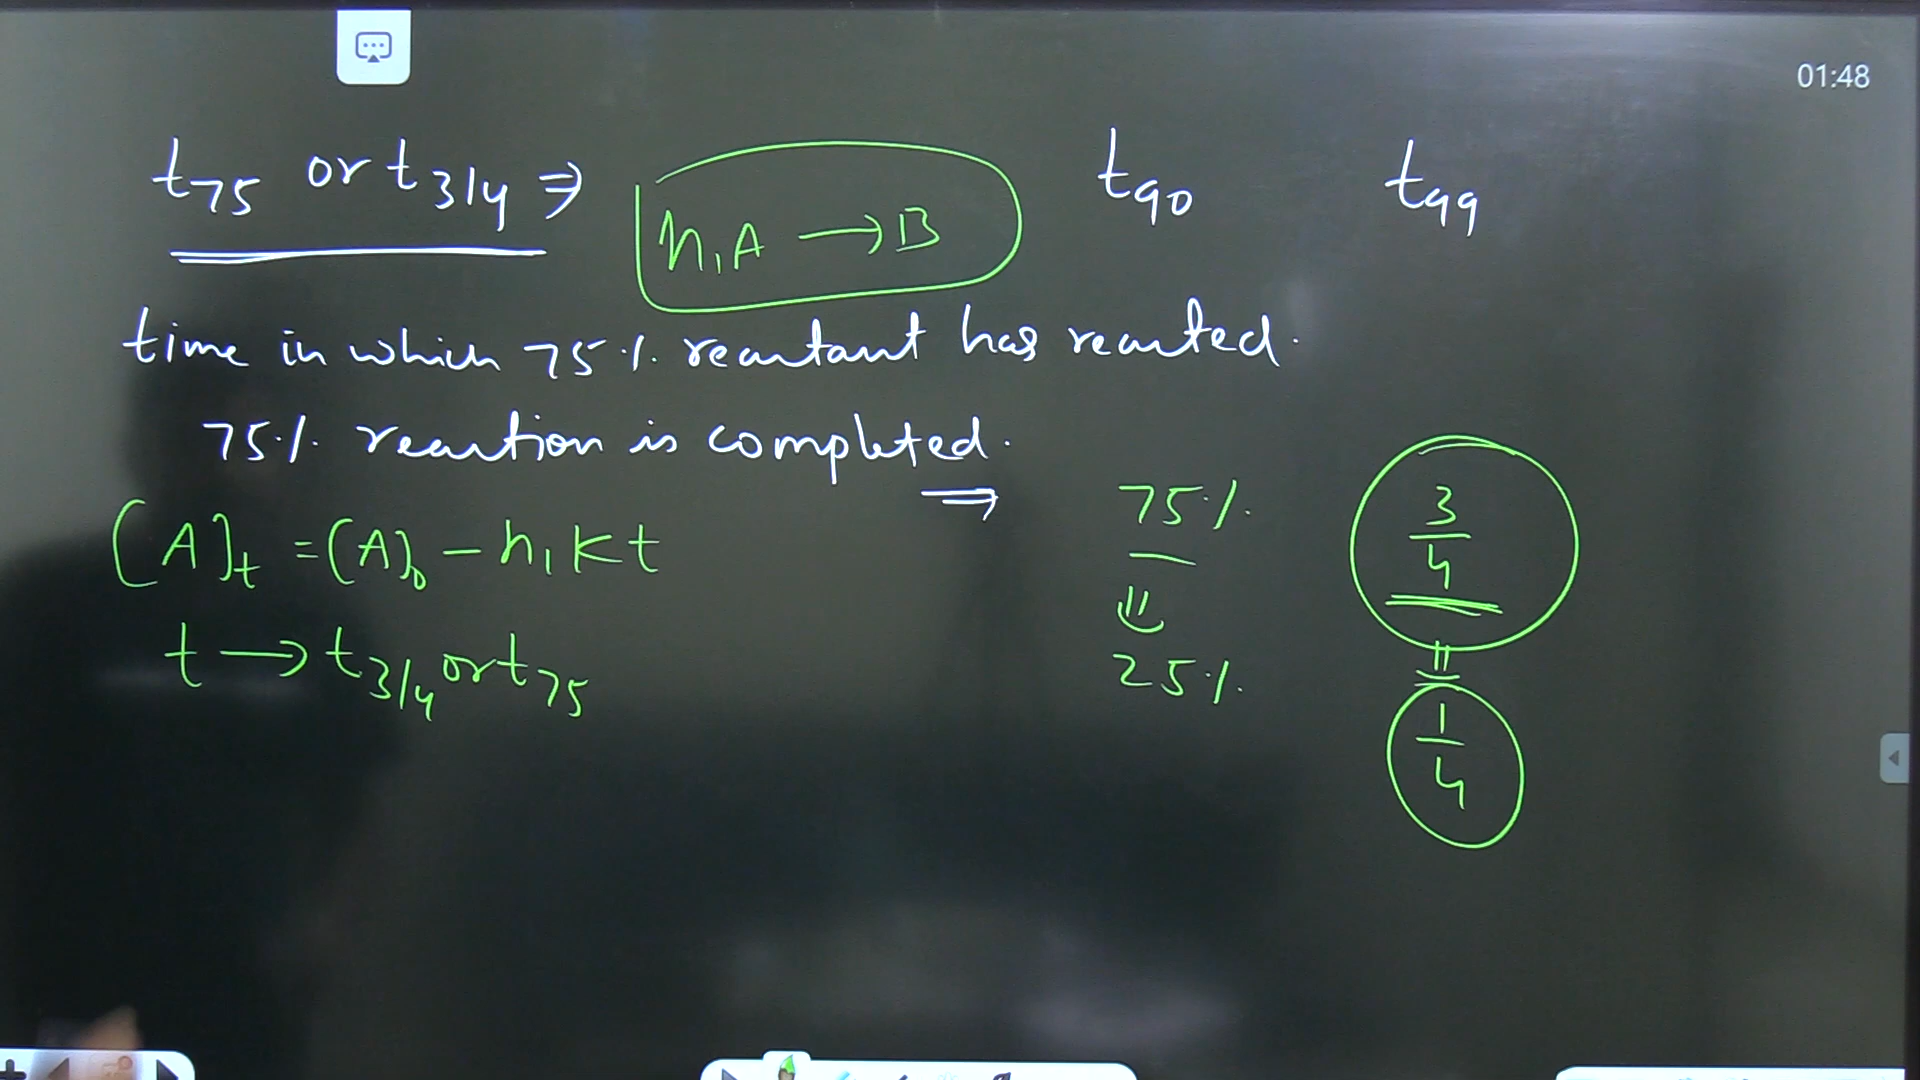 01:48
t75 or t3/4 ⇒ n1A → B t90 t99
time in which 75% reactant has reacted.
75% reaction is completed. ⇒
[A]t = [A]0 - n1Kt
t → t3/4 or t75
75% 3/4
⇓ =
25% 1/4